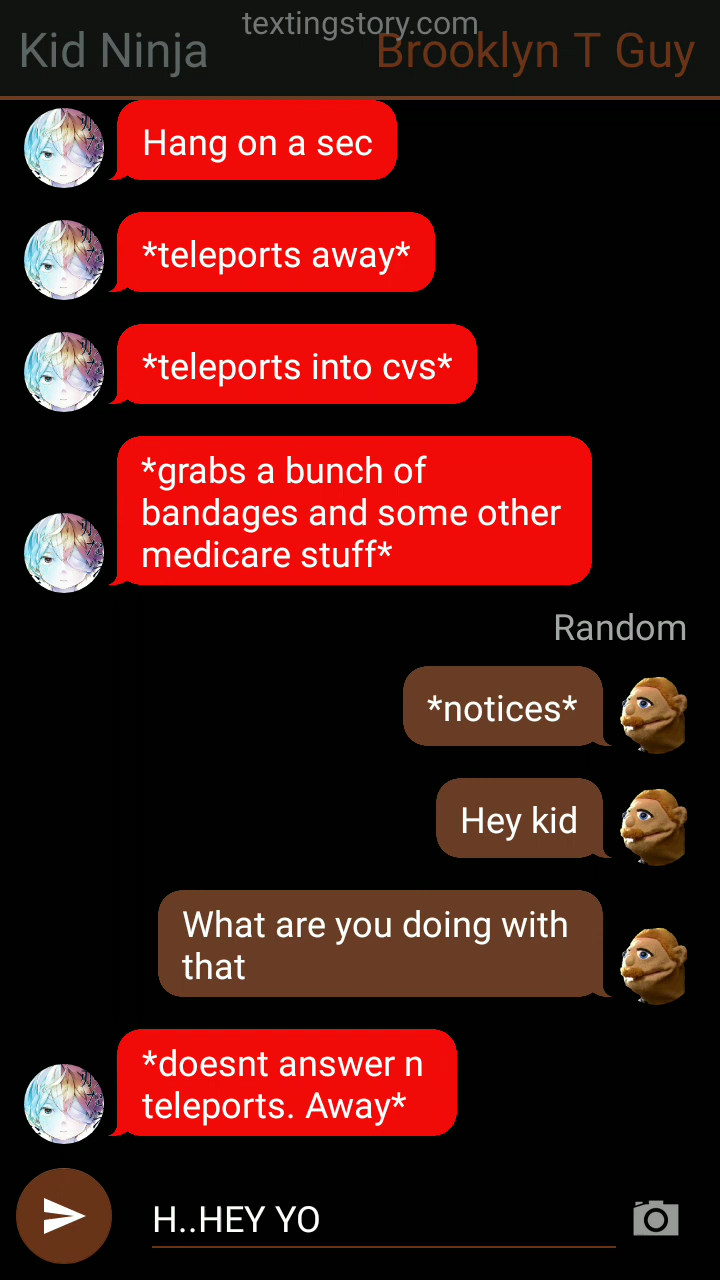 textingstory.com
Kid Ninja
Brooklyn T Guy
Hang on a sec
*teleports away*
*teleports into cvs*
*grabs a bunch of
bandages and some other
medicare stuff*
Random
*notices*
Hey kid
What are you doing with
that
*doesnt answer n
teleports. Away*
H..HEY YO